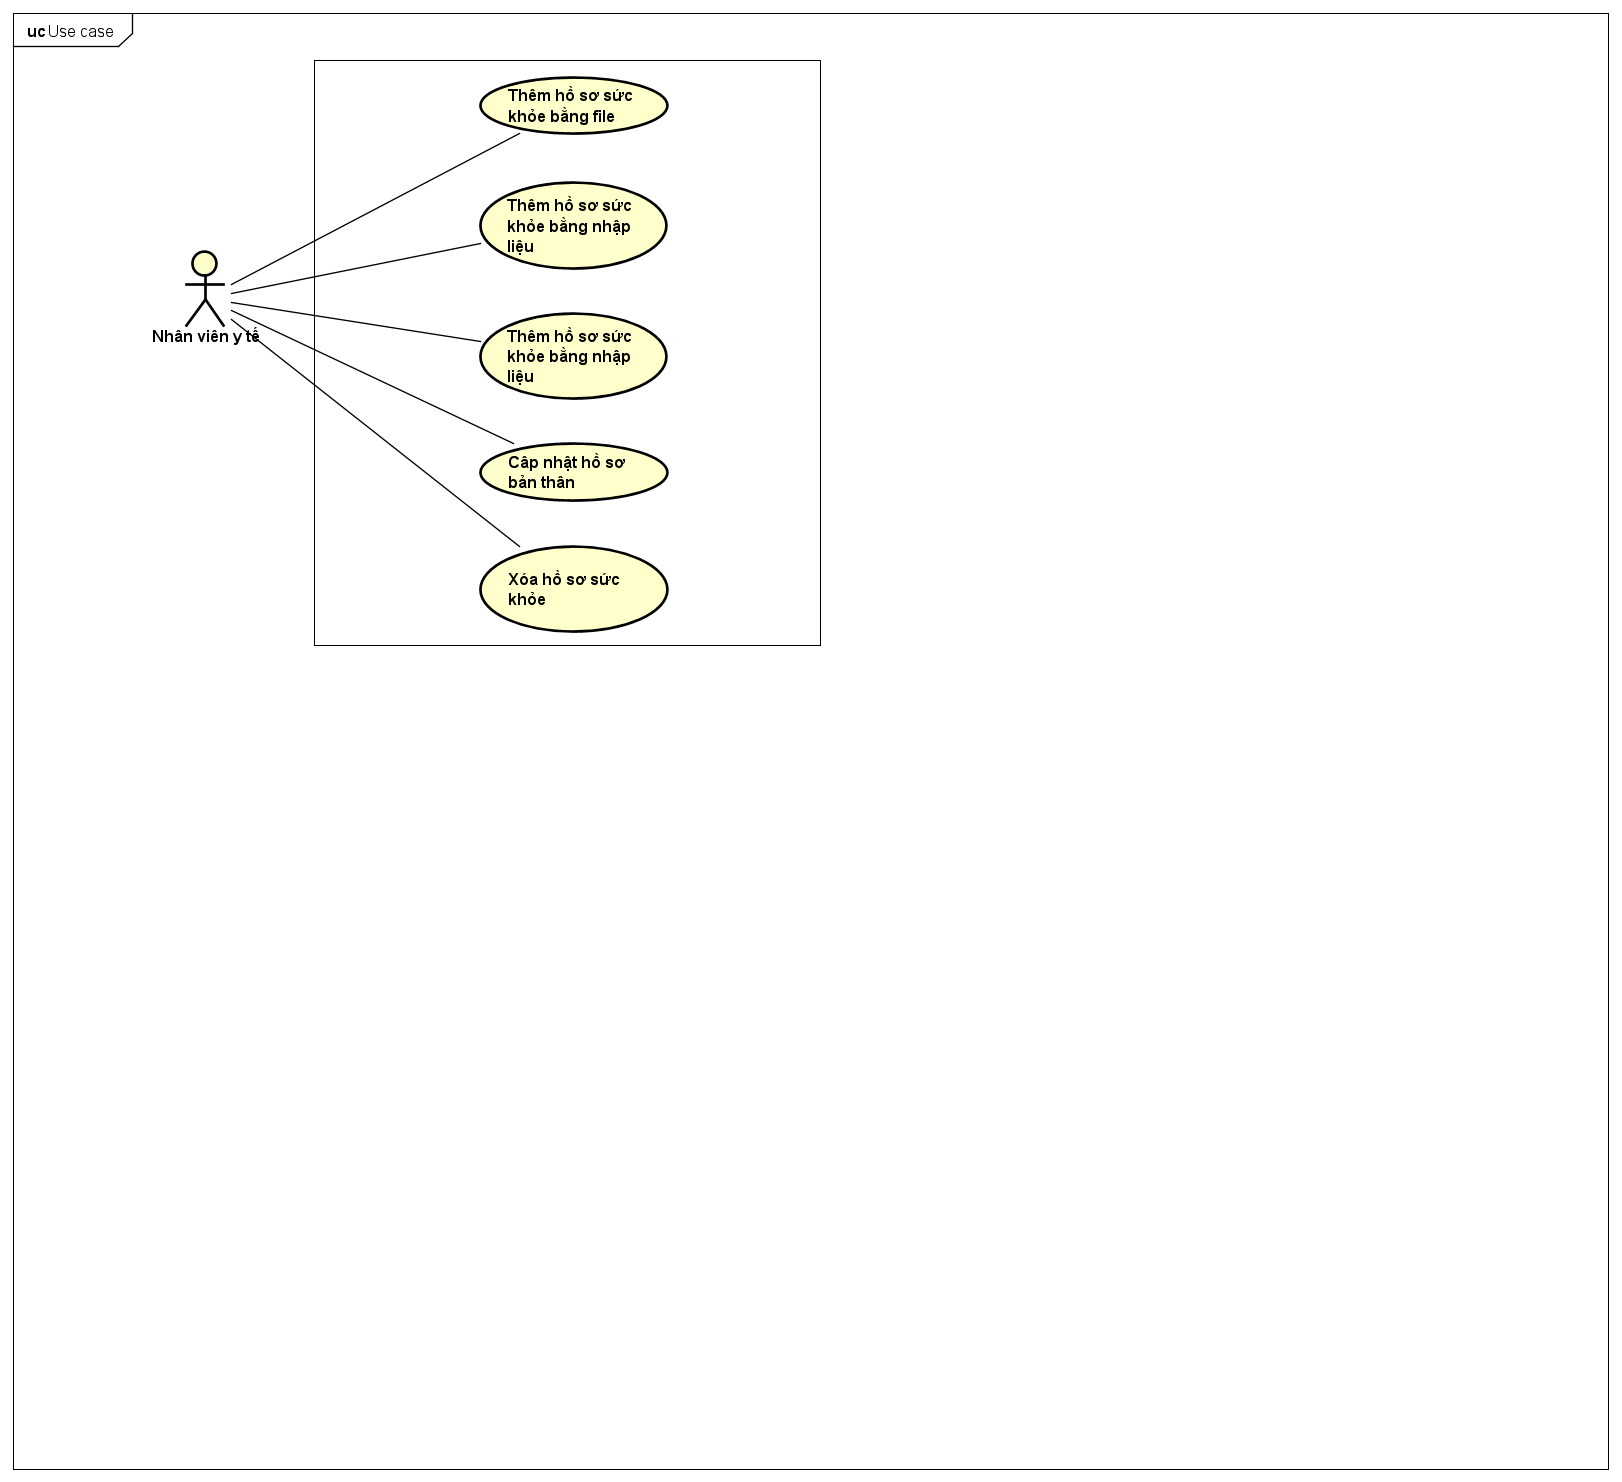 uc Use case
Thêm hồ sơ sức
khỏe bằng file
Thêm hồ sơ sức
khỏe bằng nhập
liệu
Nhân viên y tế
Thêm hồ sơ sức
khỏe bằng nhập
liệu
Câp nhật hồ sơ
bản thân
Xóa hồ sơ sức
khỏe